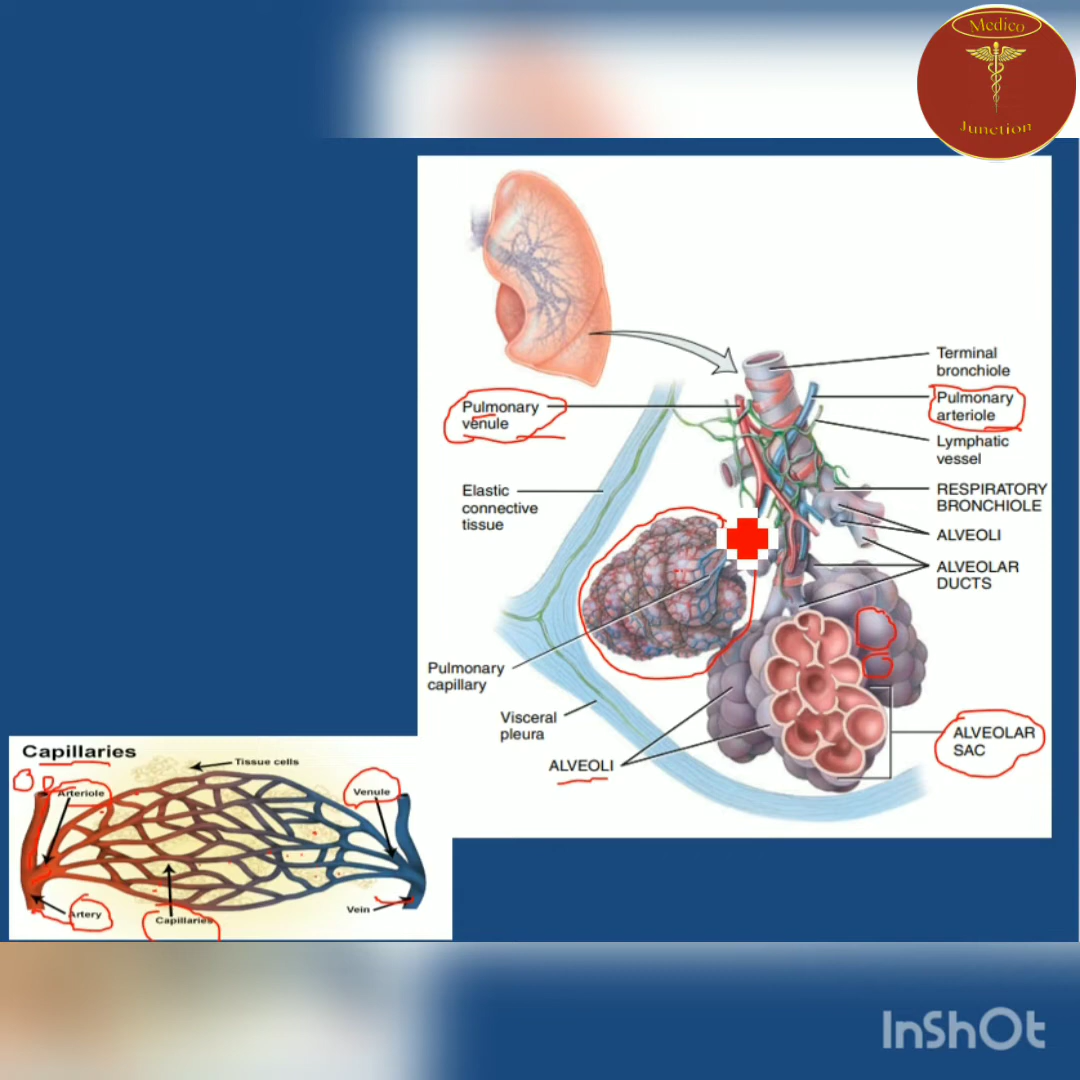 Medico
Junction
Terminal
bronchiole
Pulmonary
venule
Pulmonary
arteriole
Lymphatic
vessel
Elastic
connective
tissue
RESPIRATORY
BRONCHIOLE
ALVEOLI
ALVEOLAR
DUCTS
Pulmonary
capillary
Visceral
pleura
ALVEOLI
ALVEOLAR
SAC
Capillaries
Tissue cells
Arteriole
Venule
Artery
Capillaries
Vein
InShOt